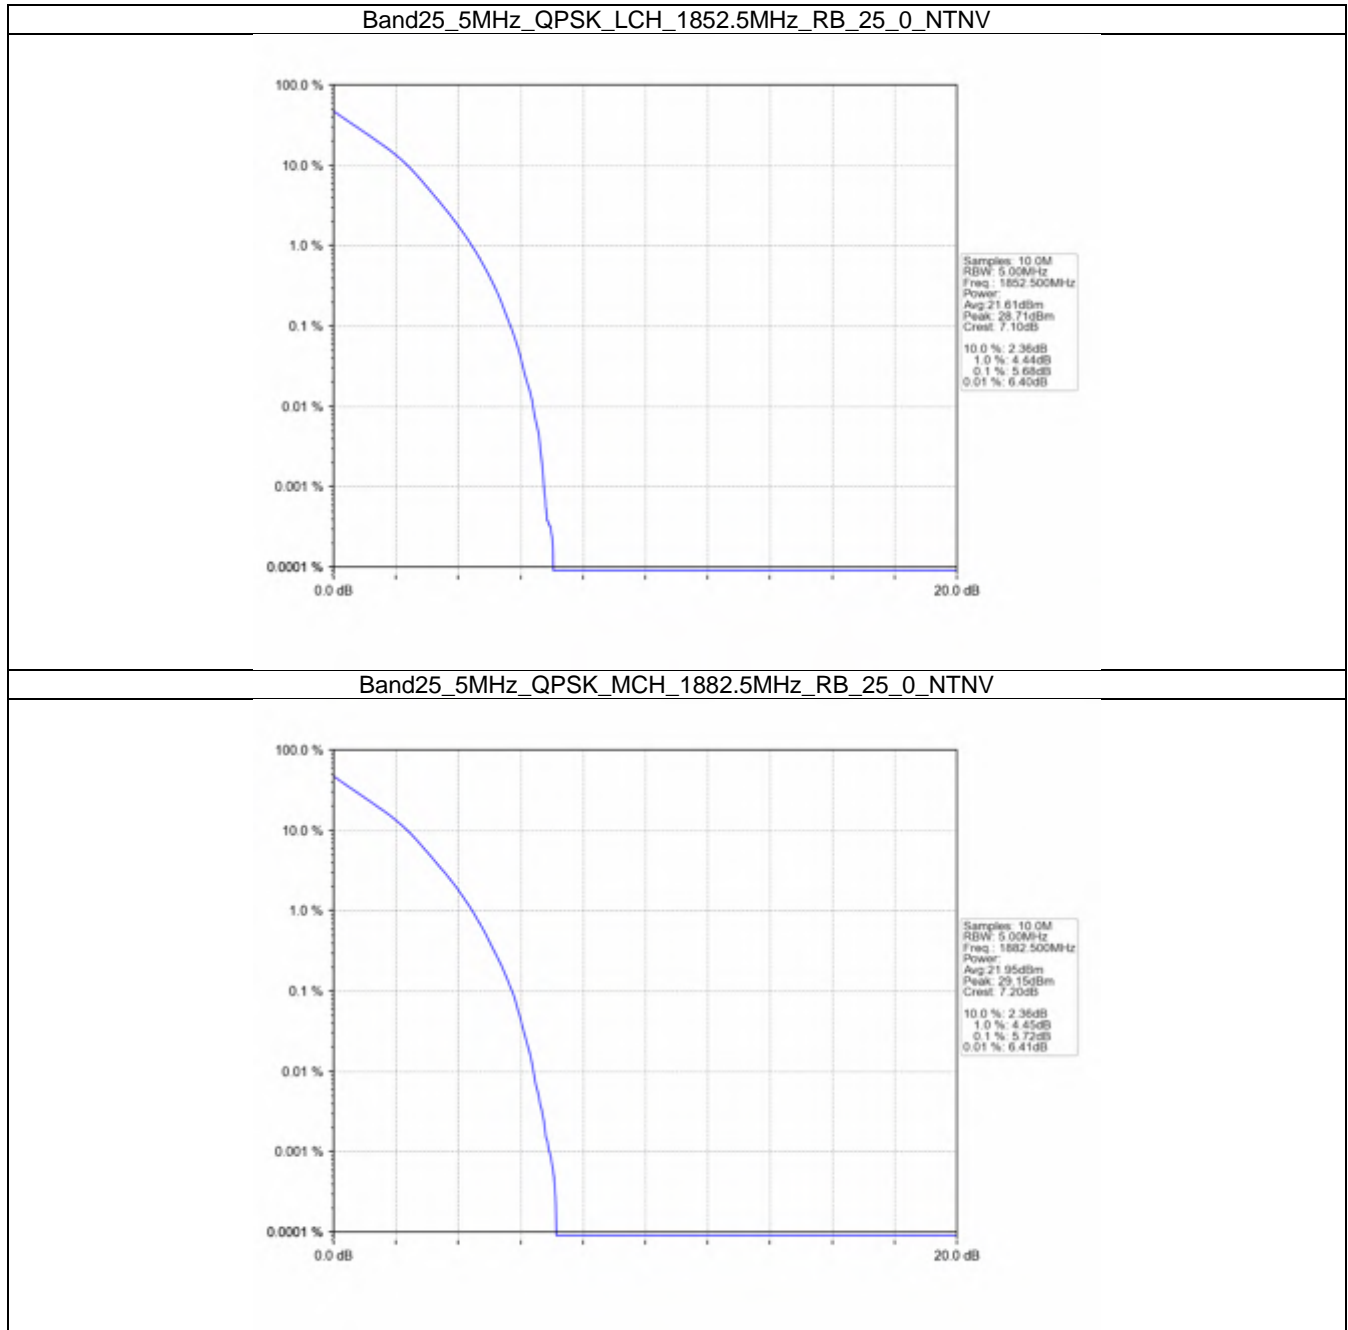 Band25_5MHz_QPSK_LCH_1852.5MHz_RB_25_0_NTNV
100.0 %
10.0 %
1.0 %
0.1 %
0.01 %
0.001 %
0.0001 %
0.0 dB
20.0 dB
Samples: 10.0M
RBW: 5.00MHz
Freq.: 1852.500MHz
Power:
Avg:21.61dBm
Peak: 28.71dBm
Crest: 7.10dB
10.0 %: 2.36dB
1.0 %: 4.44dB
0.1 %: 5.68dB
0.01 %: 6.40dB
Band25_5MHz_QPSK_MCH_1882.5MHz_RB_25_0_NTNV
100.0 %
10.0 %
1.0 %
0.1 %
0.01 %
0.001 %
0.0001 %
0.0 dB
20.0 dB
Samples: 10.0M
RBW: 5.00MHz
Freq.: 1882.500MHz
Power:
Avg:21.95dBm
Peak: 29.15dBm
Crest: 7.20dB
10.0 %: 2.36dB
1.0 %: 4.45dB
0.1 %: 5.72dB
0.01 %: 6.41dB